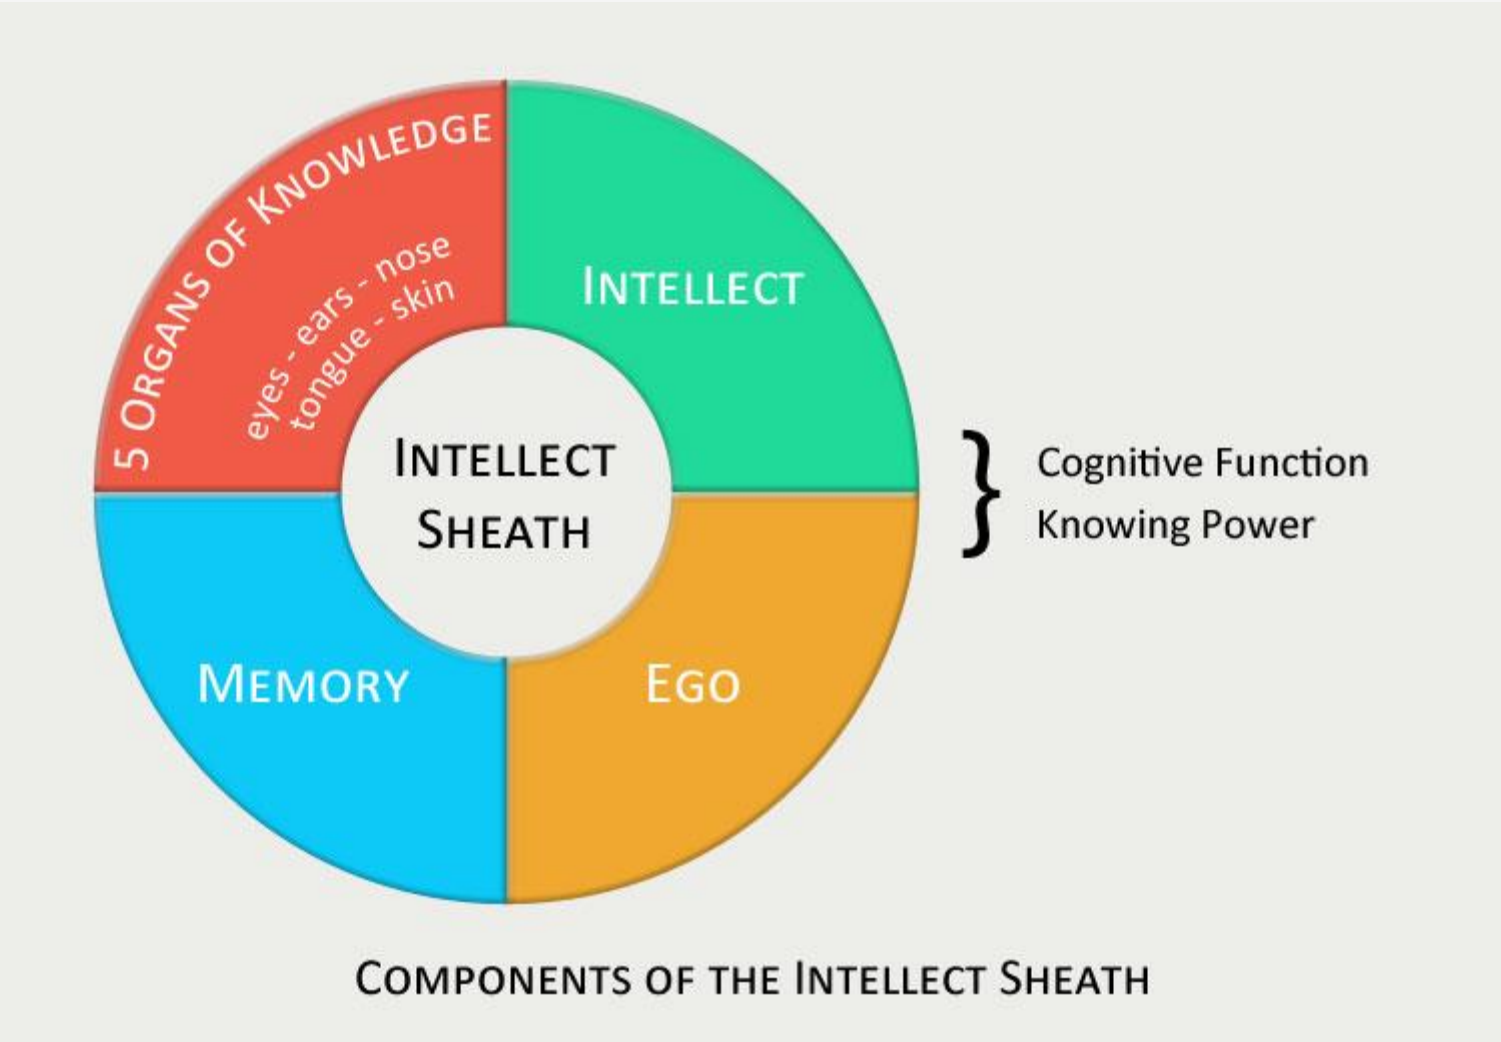 5 Organs of Knowledge
eyes - ears - nose
tongue - skin
Intellect
Intellect
Sheath
Memory
Ego
}
Cognitive Function
Knowing Power
Components of the Intellect Sheath